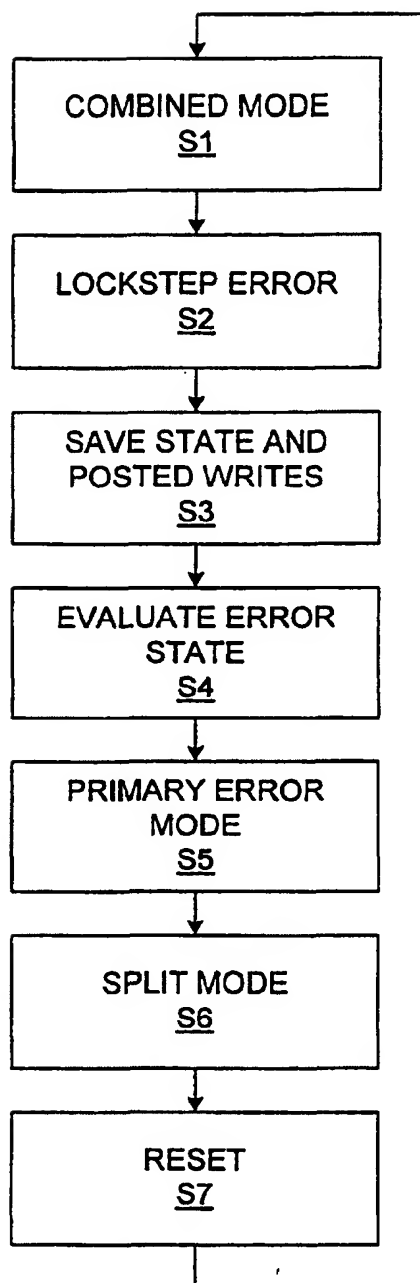 COMBINED MODE
S1
LOCKSTEP ERROR
S2
SAVE STATE AND
POSTED WRITES
S3
EVALUATE ERROR
STATE
S4
PRIMARY ERROR
MODE
S5
SPLIT MODE
S6
RESET
S7